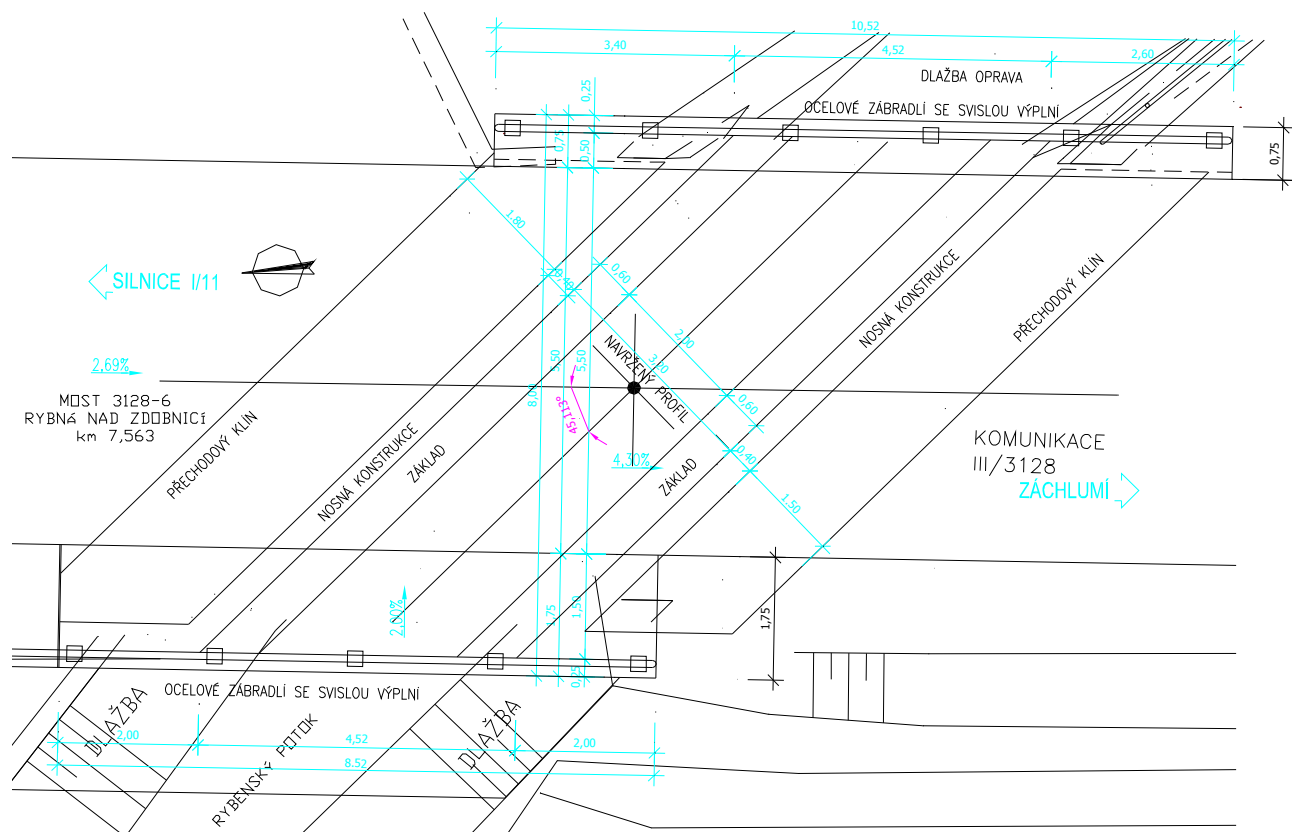 10,52
3,40
4,52
2,60
DLAŽBA OPRAVA
OCELOVÉ ZÁBRADLÍ SE SVISLOU VÝPLNÍ
0,25
0,75
0,50
0,75
1.80
SILNICE I/11
0,40
0,60
2,00
3,20
NAVRŽENÝ PROFIL
NOSNÁ KONSTRUKCE
PŘECHODOVÝ KLÍN
2.69%
MOST 3128-6
RYBNÁ NAD ZDOBNICÍ
km 7,563
8,00
5,50
5,50
45,113°
0,60
0,40
1.50
4,30%
PŘECHODOVÝ KLÍN
NOSNÁ KONSTRUKCE
ZÁKLAD
ZÁKLAD
KOMUNIKACE
III/3128
ZÁCHLUMÍ
2.00%
1,75
1,50
1,75
0,25
OCELOVÉ ZÁBRADLÍ SE SVISLOU VÝPLNÍ
DLAŽBA
RYBENSKÝ POTOK
DLAŽBA
2,00
4,52
2,00
8.52